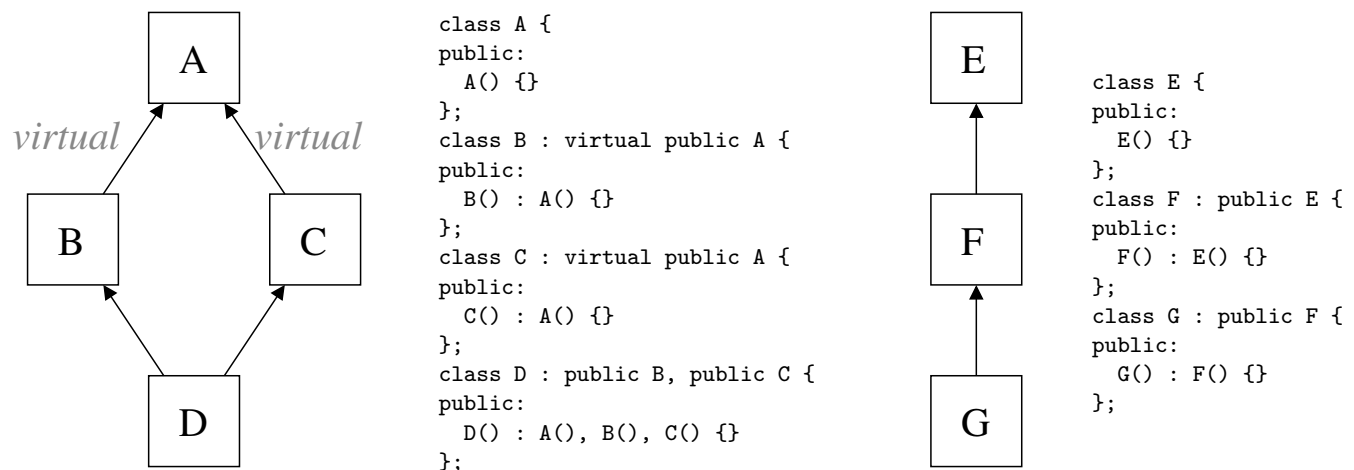 A
virtual
virtual
B
C
D
class A {
public:
  A() {}
};
class B : virtual public A {
public:
  B() : A() {}
};
class C : virtual public A {
public:
  C() : A() {}
};
class D : public B, public C {
public:
  D() : A(), B(), C() {}
};
E
F
G
class E {
public:
  E() {}
};
class F : public E {
public:
  F() : E() {}
};
class G : public F {
public:
  G() : F() {}
};